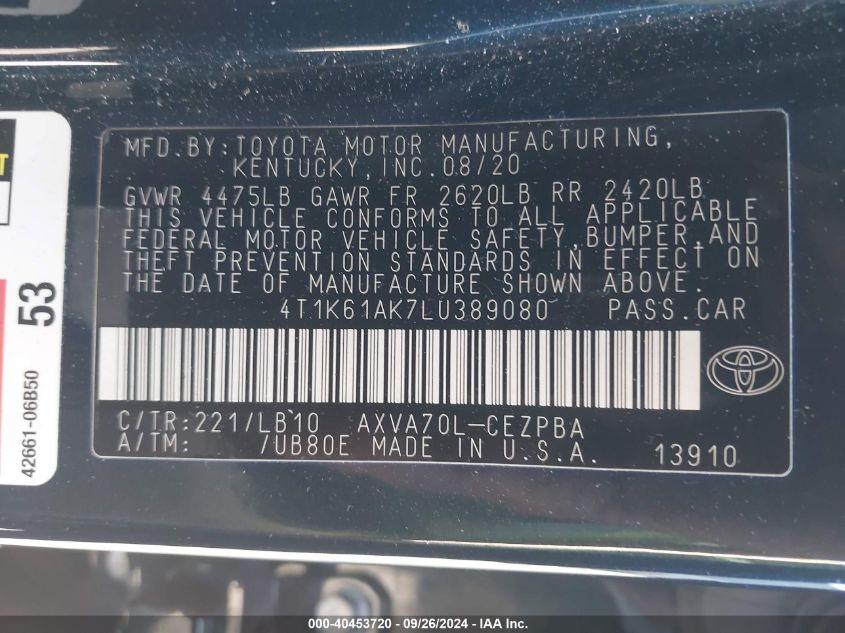 MFD.BY:TOYOTA MOTOR MANUFACTURING,
KENTUCKY,INC.08/20
GVWR 4475LB GAWR FR 2620LB RR 2420LB
THIS VEHICLE CONFORMS TO ALL APPLICABLE
FEDERAL MOTOR VEHICLE SAFETY,BUMPER,AND
THEFT PREVENTION STANDARDS IN EFFECT ON
THE DATE OF MANUFACTURE SHOWN ABOVE.
4T1K61AK7LU389080 PASS.CAR
C/TR:221/LB10 AXVA70L-CEZPBA
A/TM: /UB80E MADE IN U.S.A. 13910
53
42661-06B50
000-40453720 - 09/26/2024 - IAA Inc.